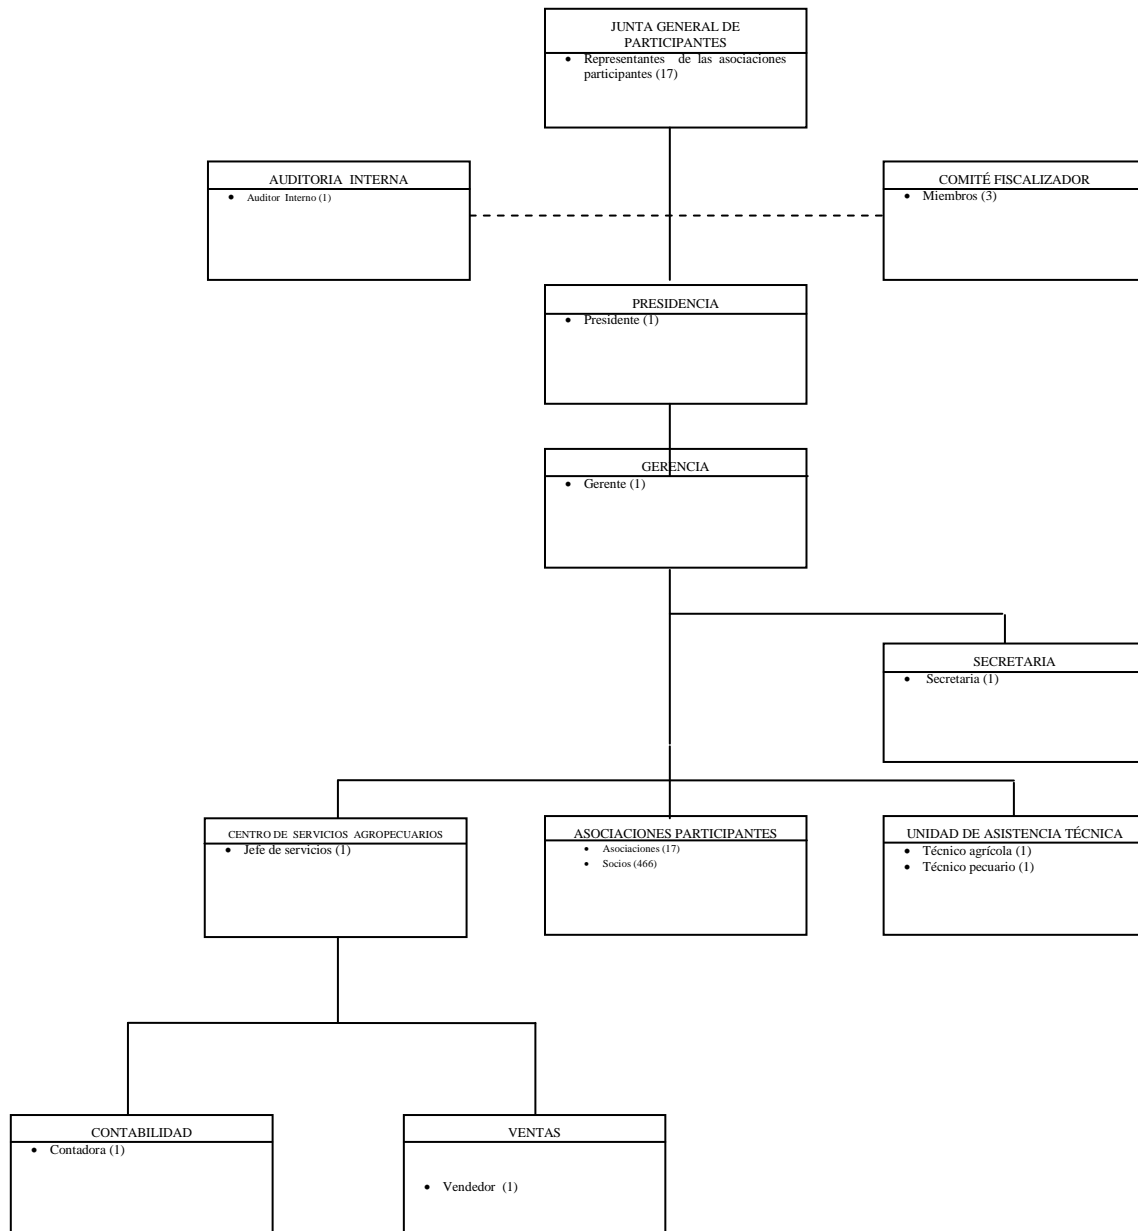 JUNTA GENERAL DE
PARTICIPANTES
• Representantes de las asociaciones
participantes (17)
AUDITORIA INTERNA
• Auditor Interno (1)
COMITÉ FISCALIZADOR
• Miembros (3)
PRESIDENCIA
• Presidente (1)
GERENCIA
• Gerente (1)
SECRETARIA
• Secretaria (1)
CENTRO DE SERVICIOS AGROPECUARIOS
• Jefe de servicios (1)
ASOCIACIONES PARTICIPANTES
• Asociaciones (17)
• Socios (466)
UNIDAD DE ASISTENCIA TÉCNICA
• Técnico agrícola (1)
• Técnico pecuario (1)
CONTABILIDAD
• Contadora (1)
VENTAS
• Vendedor (1)